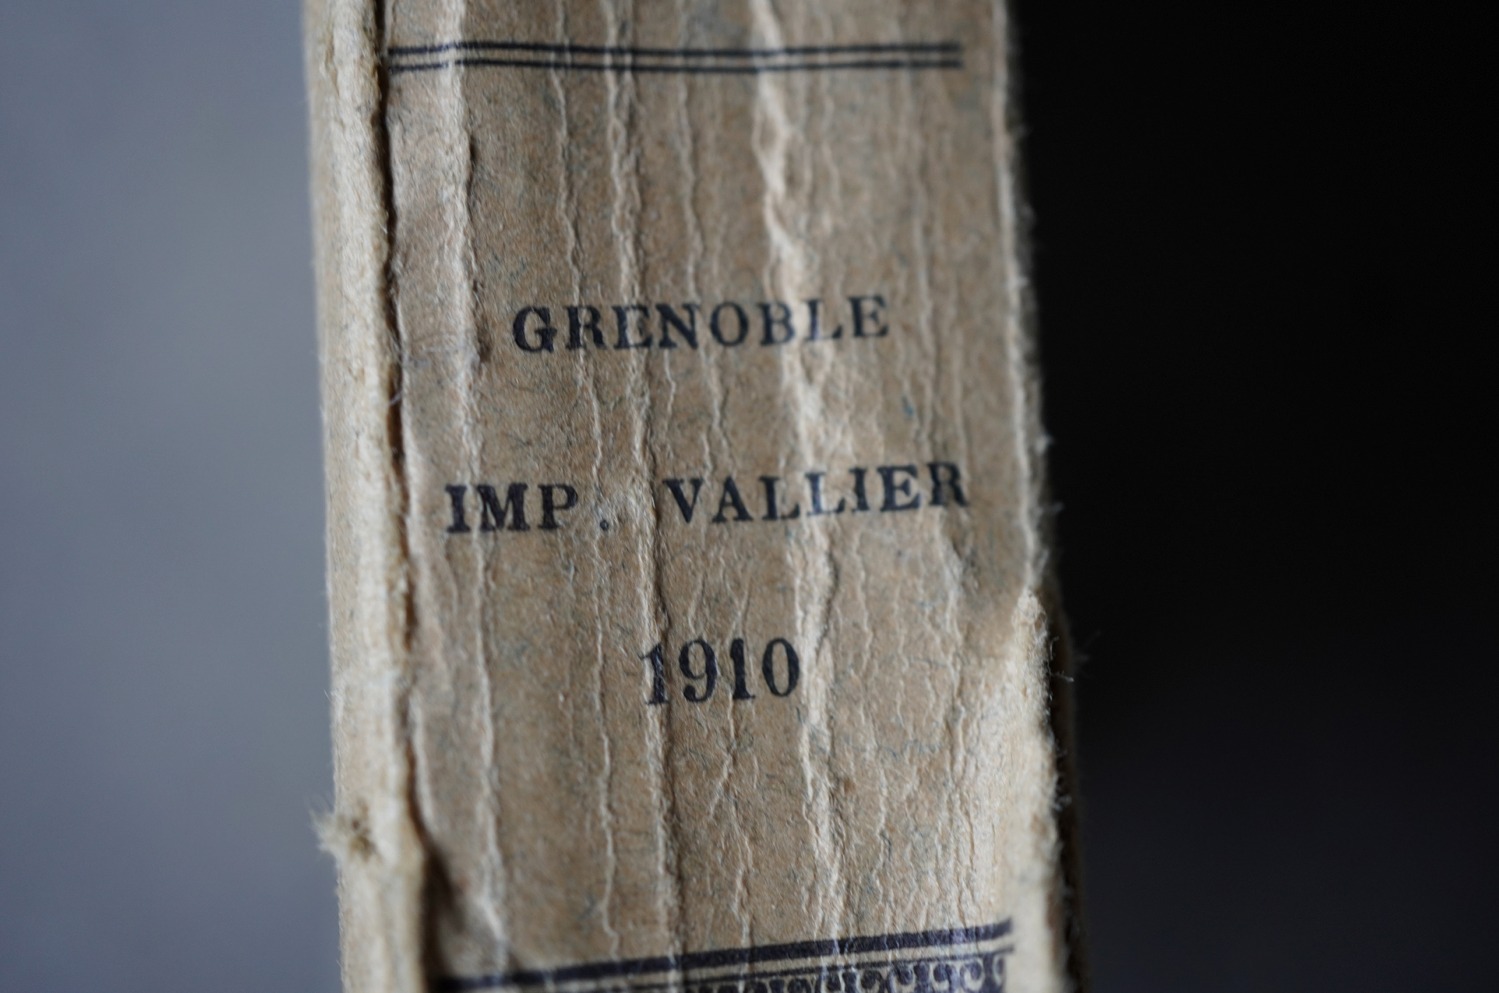 GRENOBLE
IMP. VALLIER
1910